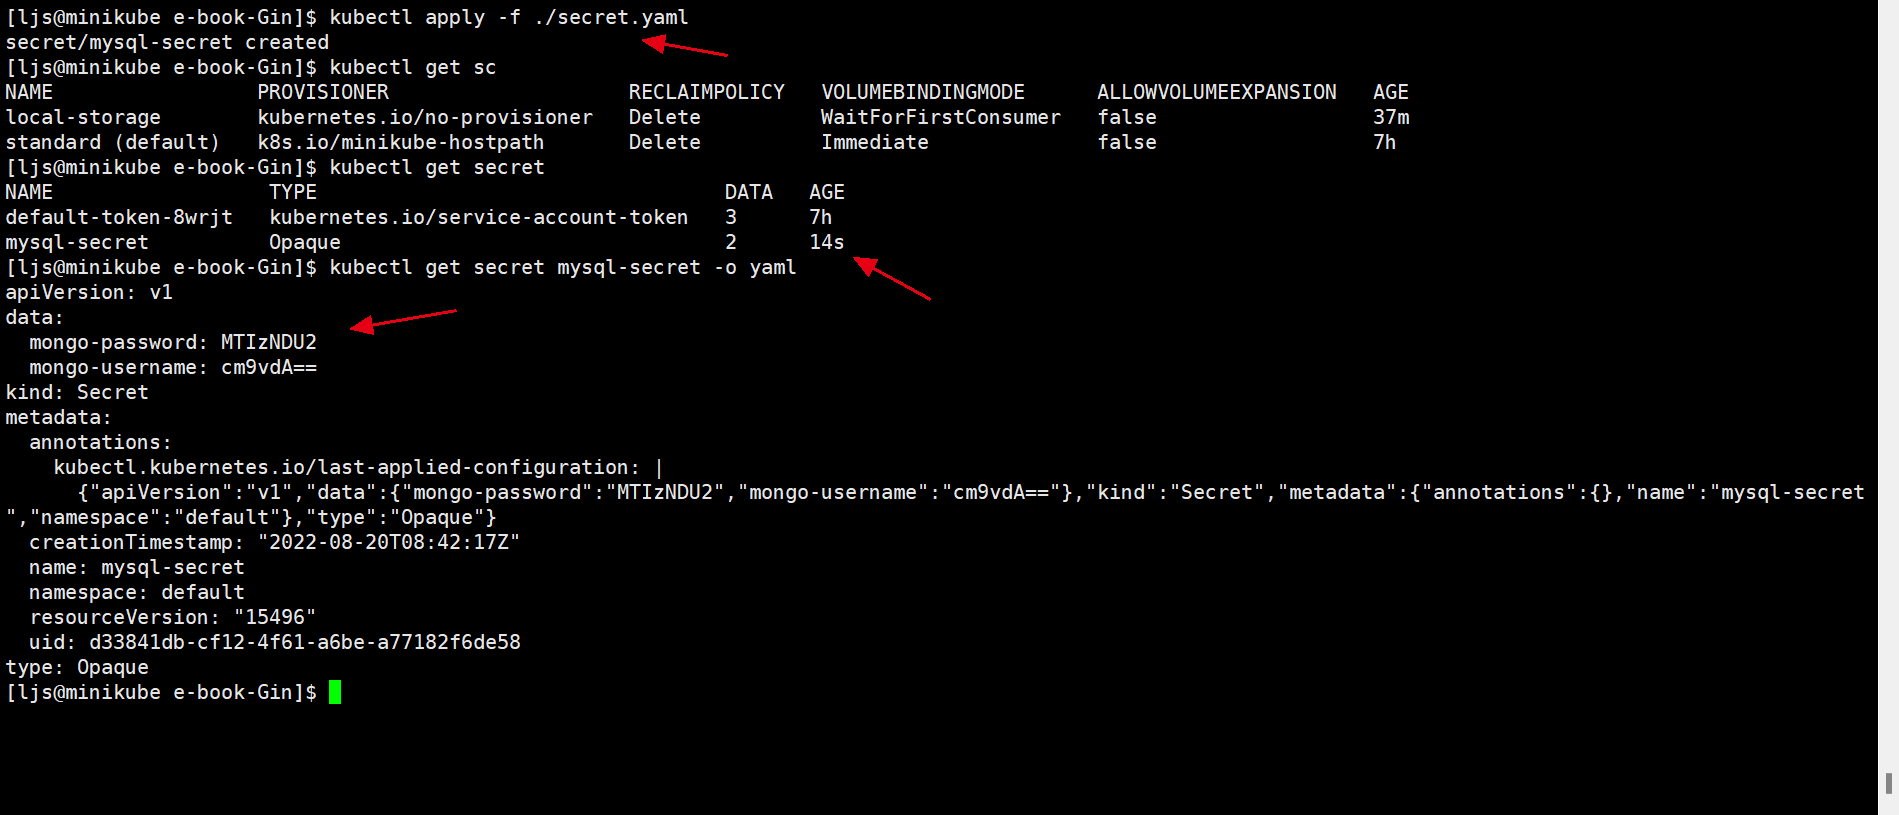 [ljs@minikube e-book-Gin]$ kubectl apply -f ./secret.yaml
secret/mysql-secret created
[ljs@minikube e-book-Gin]$ kubectl get sc
NAME                 PROVISIONER                    RECLAIMPOLICY   VOLUMEBINDINGMODE      ALLOWVOLUMEEXPANSION   AGE
local-storage        kubernetes.io/no-provisioner   Delete          WaitForFirstConsumer   false                  37m
standard (default)   k8s.io/minikube-hostpath       Delete          Immediate              false                  7h
[ljs@minikube e-book-Gin]$ kubectl get secret
NAME                  TYPE                                  DATA   AGE
default-token-8wrjt   kubernetes.io/service-account-token   3      7h
mysql-secret          Opaque                                2      14s
[ljs@minikube e-book-Gin]$ kubectl get secret mysql-secret -o yaml
apiVersion: v1
data:
  mongo-password: MTIzNDU2
  mongo-username: cm9vdA==
kind: Secret
metadata:
  annotations:
    kubectl.kubernetes.io/last-applied-configuration: |
      {"apiVersion":"v1","data":{"mongo-password":"MTIzNDU2","mongo-username":"cm9vdA=="},"kind":"Secret","metadata":{"annotations":{},"name":"mysql-secret
","namespace":"default"},"type":"Opaque"}
  creationTimestamp: "2022-08-20T08:42:17Z"
  name: mysql-secret
  namespace: default
  resourceVersion: "15496"
  uid: d33841db-cf12-4f61-a6be-a77182f6de58
type: Opaque
[ljs@minikube e-book-Gin]$